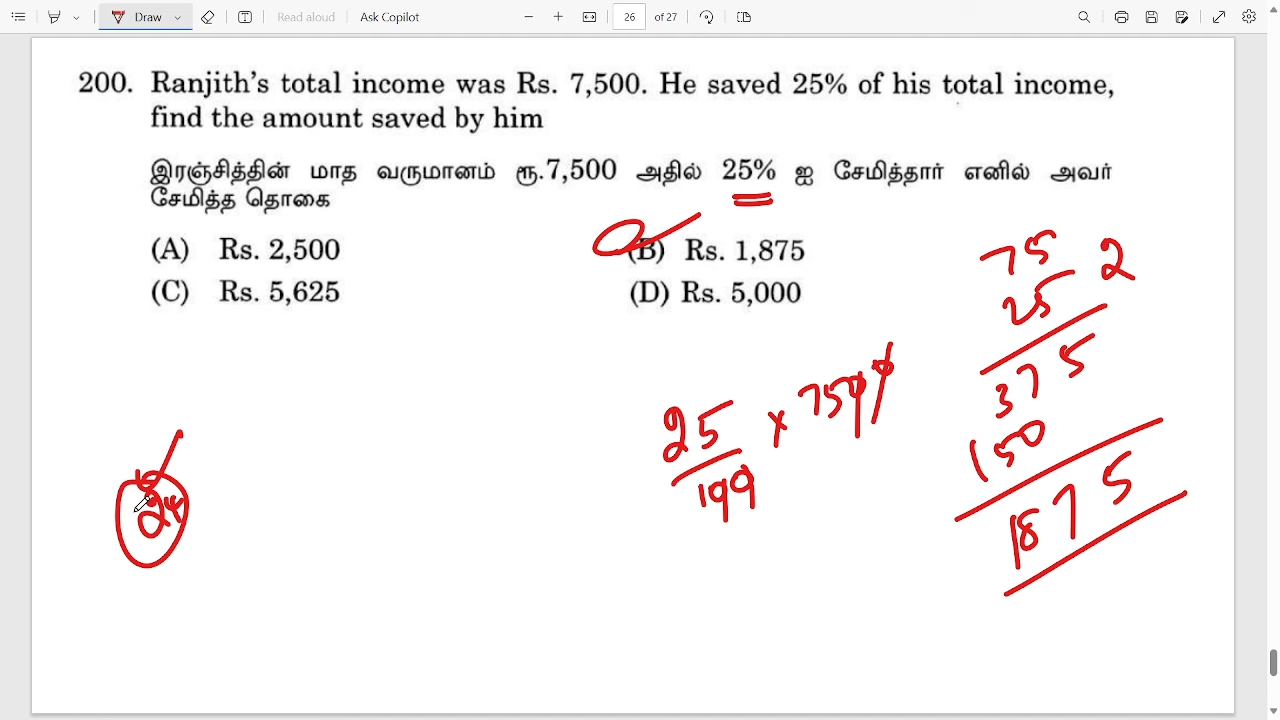 Draw
Read aloud
Ask Copilot
26
of 27
200. Ranjith's total income was Rs. 7,500. He saved 25% of his total income,
find the amount saved by him
இரஞ்சித்தின் மாத வருமானம் ரூ.7,500 அதில் 25% ஐ சேமித்தார் எனில் அவர்
சேமித்த தொகை
(A) Rs. 2,500
(B) Rs. 1,875
(C) Rs. 5,625
(D) Rs. 5,000
75 2
25
375
150
1875
25 x 7500
100